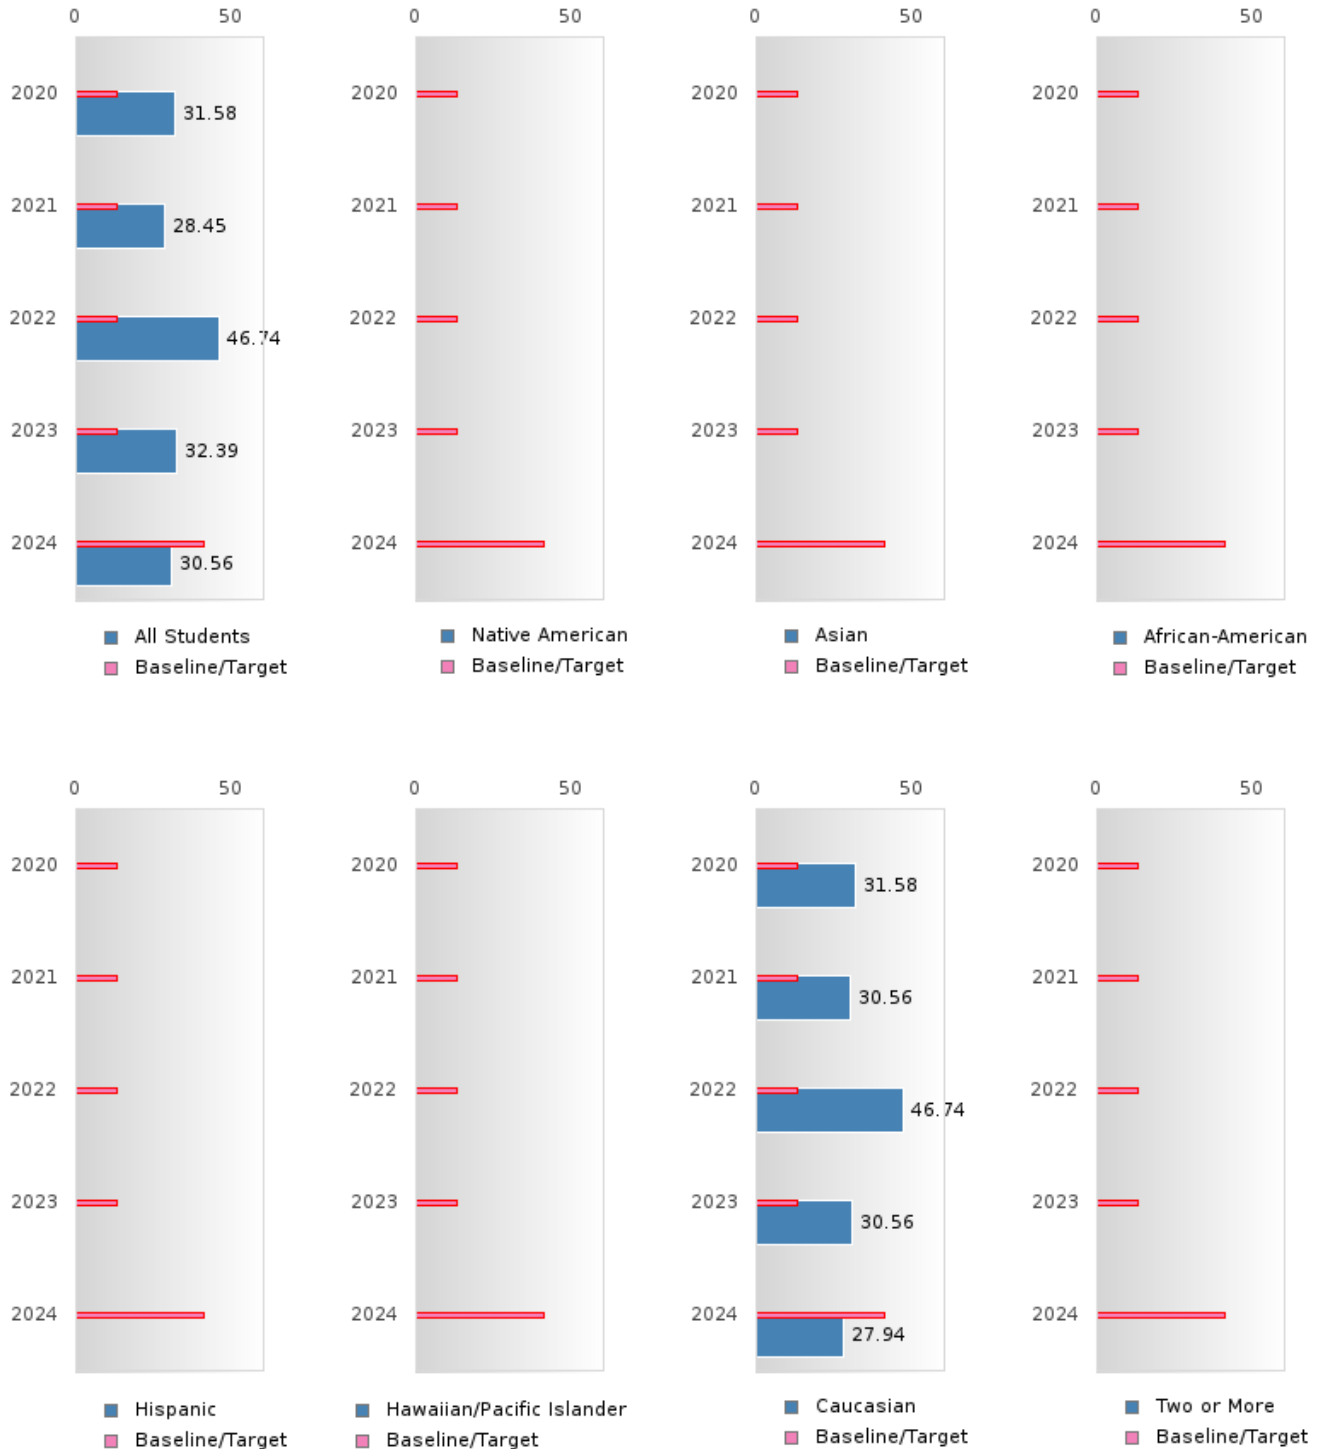 0 50 0 50 0 50 0 50
2020 31.58 2020 2020 2020
2021 28.45 2021 2021 2021
2022 46.74 2022 2022 2022
2023 32.39 2023 2023 2023
2024 30.56 2024 2024 2024
All Students Native American Asian African-American
Baseline/Target Baseline/Target Baseline/Target Baseline/Target
0 50 0 50 0 50 0 50
2020 2020 2020 31.58 2020
2021 2021 2021 30.56 2021
2022 2022 2022 46.74 2022
2023 2023 2023 30.56 2023
2024 2024 2024 27.94 2024
Hispanic Hawaiian/Pacific Islander Caucasian Two or More
Baseline/Target Baseline/Target Baseline/Target Baseline/Target